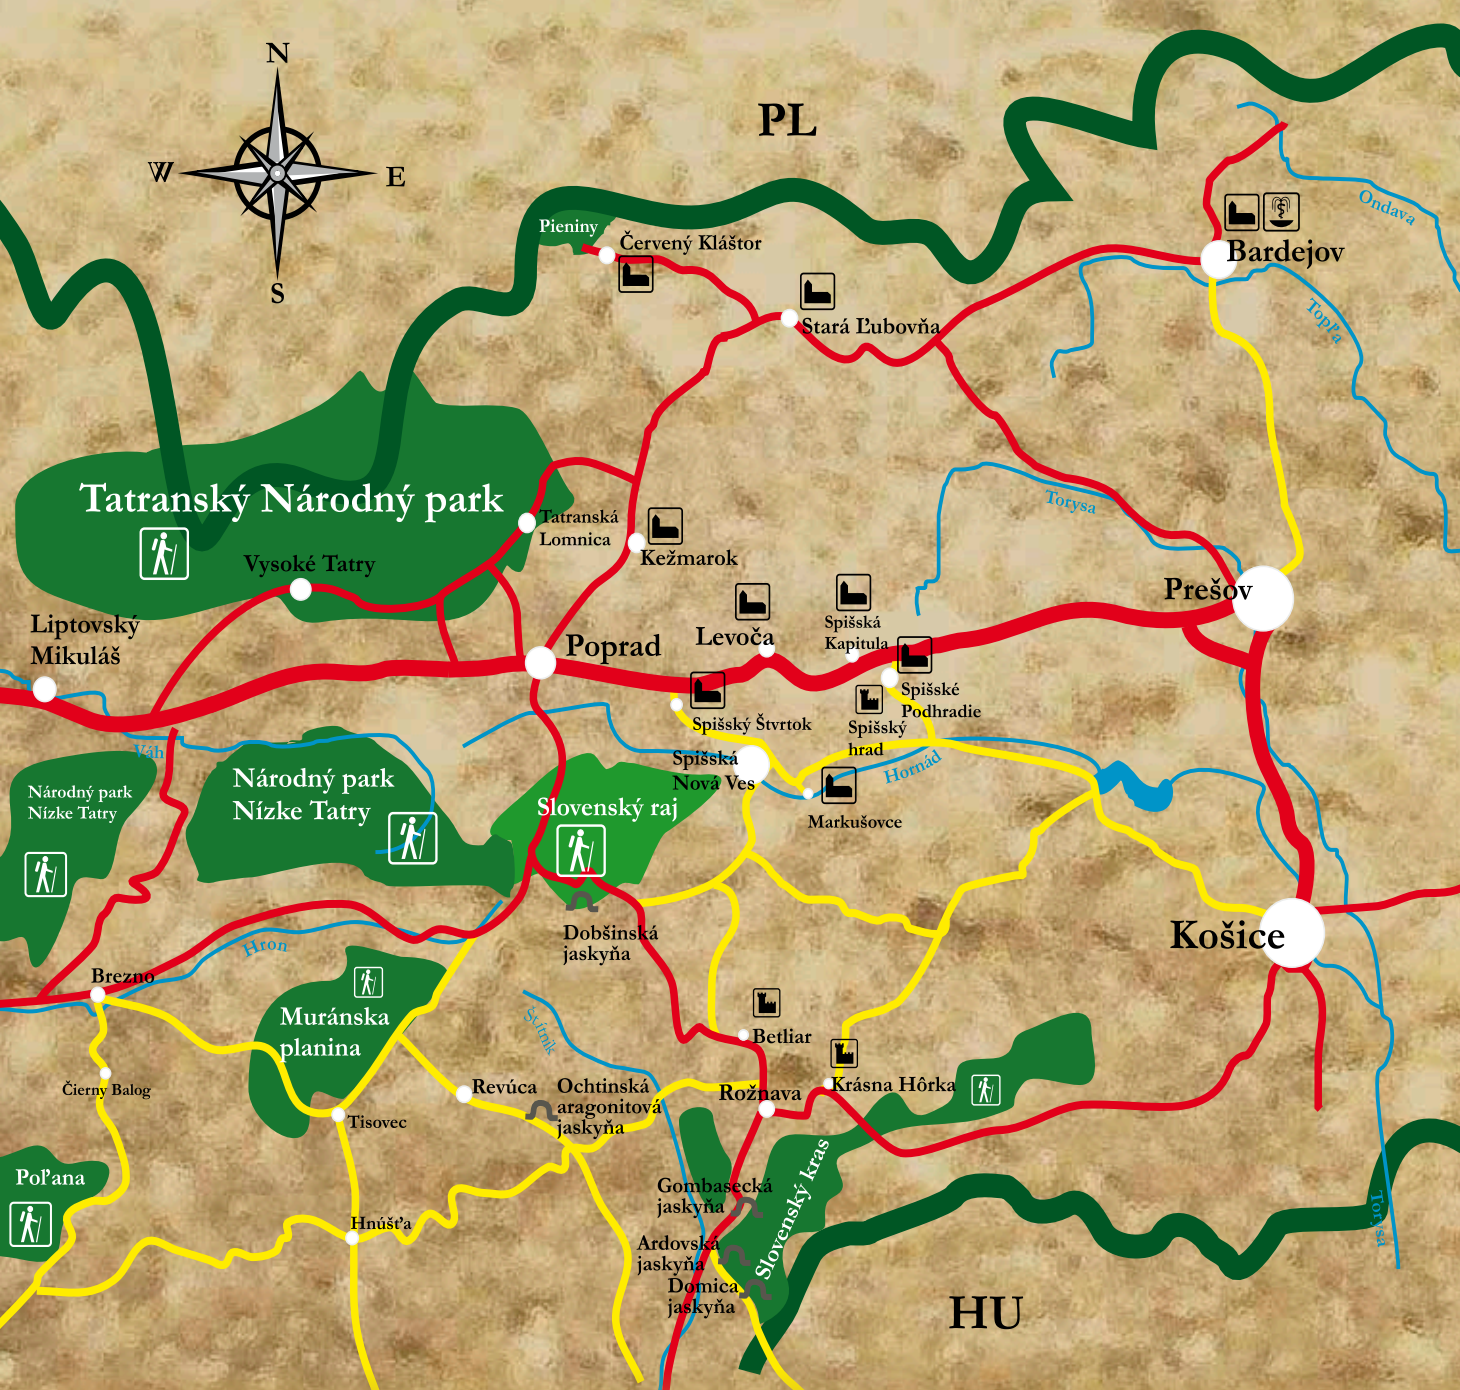 N
PL
W
E
S
Ondava
Pieniny
Červený Kláštor
Bardejov
Stará Ľubovňa
Topľa
Tatranský Národný park
Torysa
Tatranská
Lomnica
Kežmarok
Vysoké Tatry
Prešov
Liptovský
Mikuláš
Poprad
Levoča
Spišská
Kapitula
Spišské
Podhradie
Spišský Štvrtok
Spišský
hrad
Váh
Spišská
Nová Ves
Hornád
Národný park
Nízke Tatry
Národný park
Nízke Tatry
Slovenský raj
Markušovce
Dobšinská
jaskyňa
Košice
Hron
Brezno
Muránska
planina
Štítnik
Betliar
Čierny Balog
Revúca
Ochtinská
aragonitová
jaskyňa
Rožnava
Krásna Hôrka
Tisovec
Poľana
Gombasecká
jaskyňa
Slovenský kras
Hnúšťa
Ardovská
jaskyňa
Domica
jaskyňa
Torysa
HU